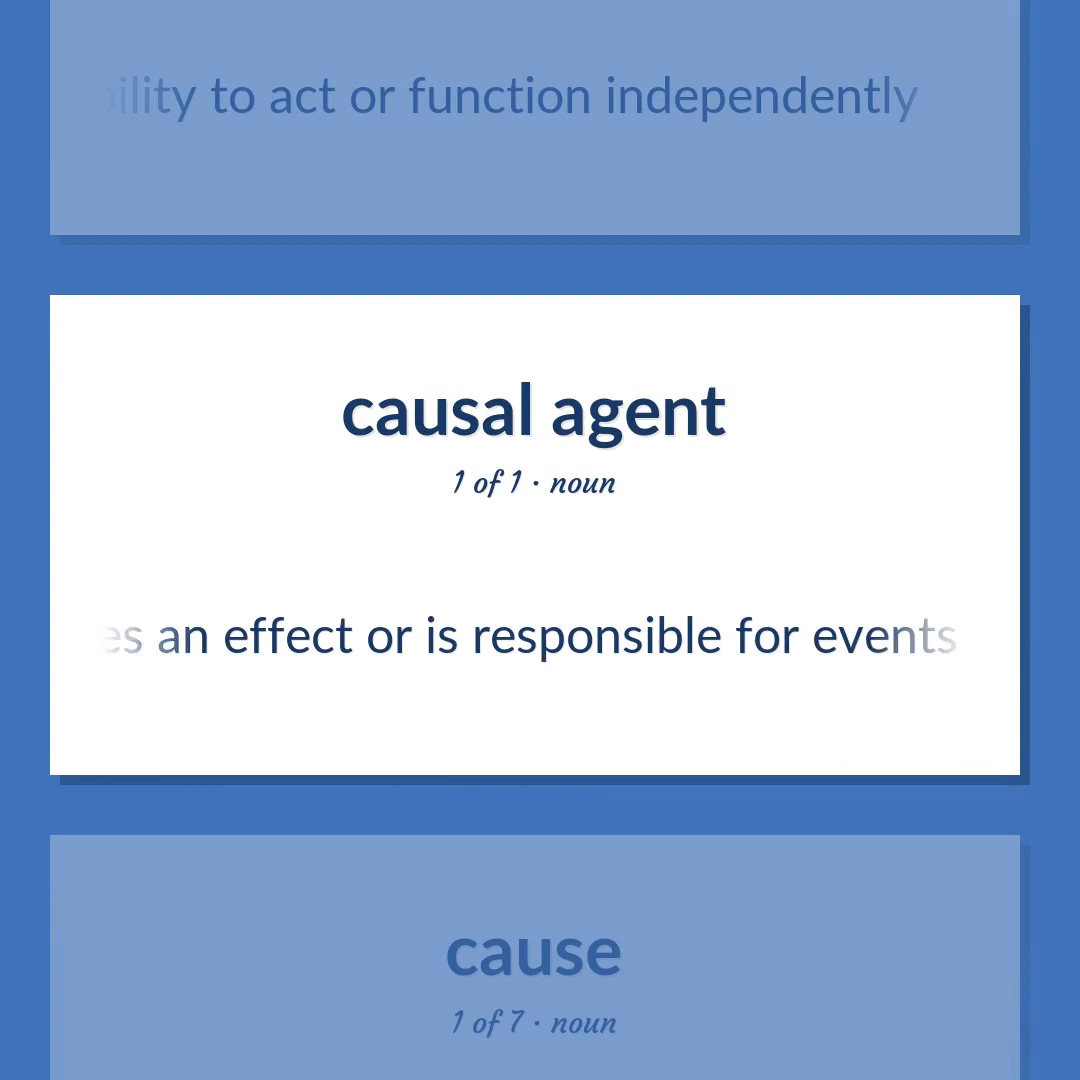 ility to act or function independently
causal agent
1 of 1 · noun
es an effect or is responsible for events
cause
1 of 7 · noun